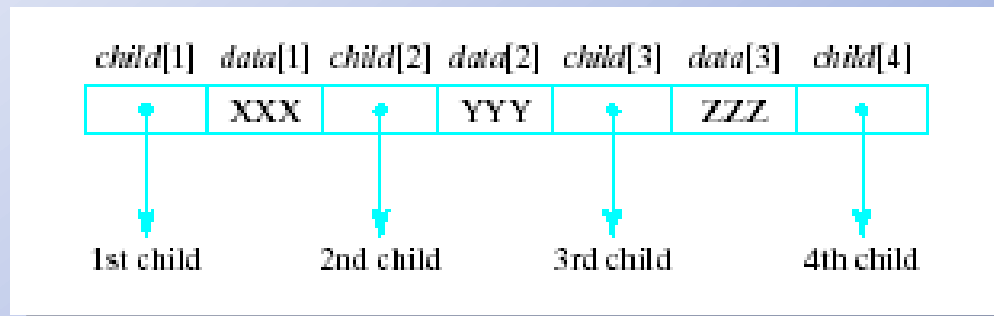 child[1] data[1] child[2] data[2] child[3] data[3] child[4]
XXX YYY ZZZ
1st child 2nd child 3rd child 4th child